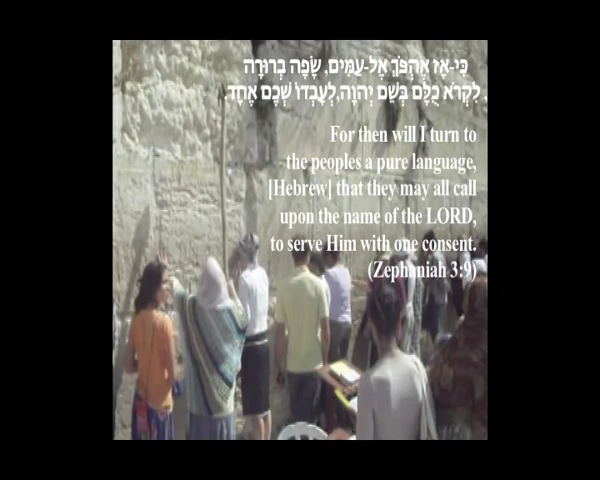 כִּי-אָז אֶהְפֹּךְ אֶל-עַמִּים, שָׂפָה בְרוּרָה
לִקְרֹא כֻלָּם בְּשֵׁם יְהוָה,לְעָבְדוֹ שְׁכֶם אֶחָד.
For then will I turn to
the peoples a pure language,
[Hebrew] that they may all call
upon the name of the LORD,
to serve Him with one consent.
(Zephaniah 3:9)